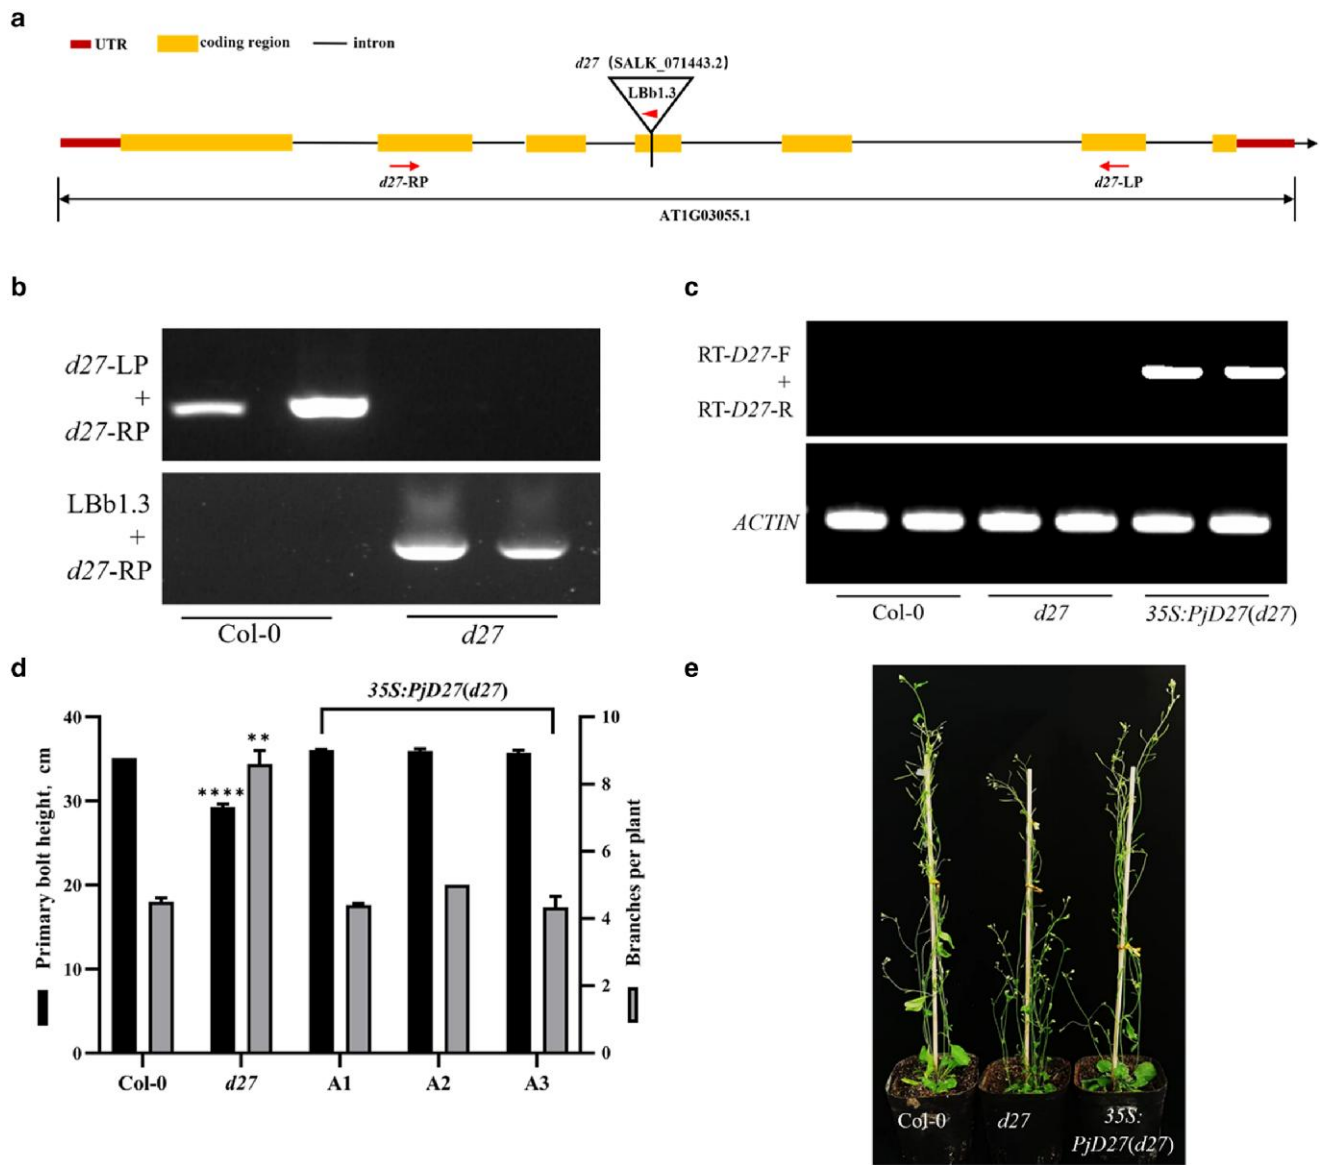 a
UTR
coding region
intron
d27 (SALK_071443.2)
LBb1.3
d27-RP
d27-LP
AT1G03055.1
b
d27-LP
+
d27-RP
LBb1.3
+
d27-RP
Col-0
d27
c
RT-D27-F
+
RT-D27-R
ACTIN
Col-0
d27
35S:PjD27(d27)
d
35S:PjD27(d27)
Primary bolt height, cm
40
30
20
10
0
****
**
10
8
6
4
2
0
Branches per plant
Col-0
d27
A1
A2
A3
e
Col-0
d27
35S:
PjD27(d27)